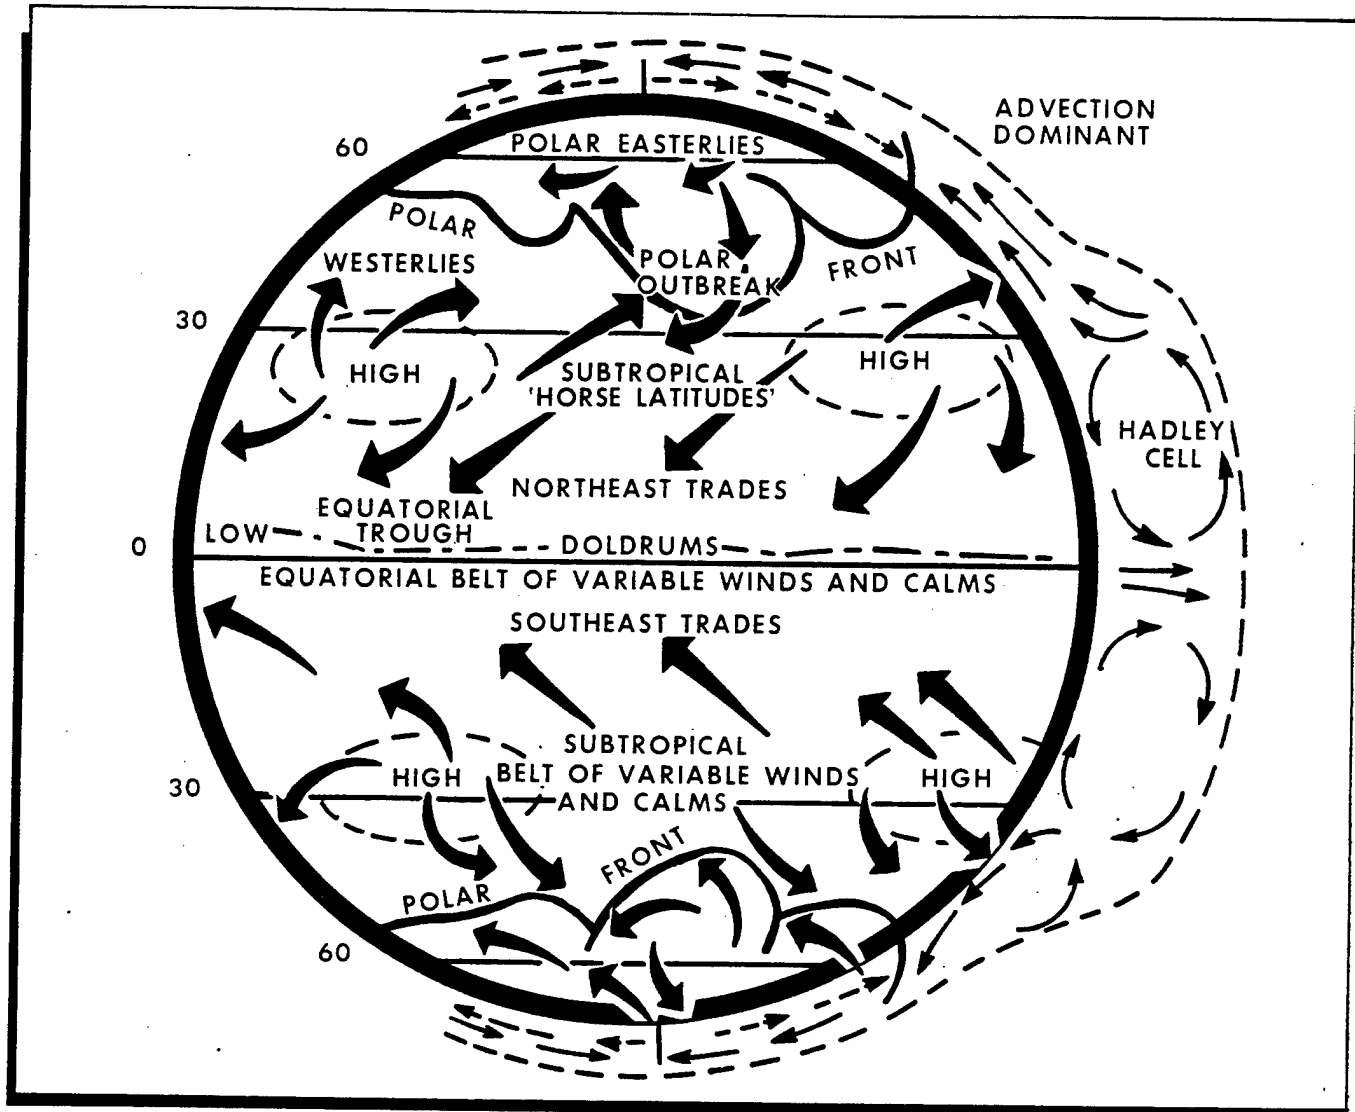 ADVECTION
DOMINANT
60
POLAR EASTERLIES
POLAR
WESTERLIES
POLAR
OUTBREAK
FRONT
30
HIGH
SUBTROPICAL
'HORSE LATITUDES'
HIGH
HADLEY
CELL
NORTHEAST TRADES
EQUATORIAL
TROUGH
LOW
0
DOLDRUMS
EQUATORIAL BELT OF VARIABLE WINDS AND CALMS
SOUTHEAST TRADES
SUBTROPICAL
BELT OF VARIABLE WINDS
AND CALMS
HIGH
HIGH
30
FRONT
POLAR
60